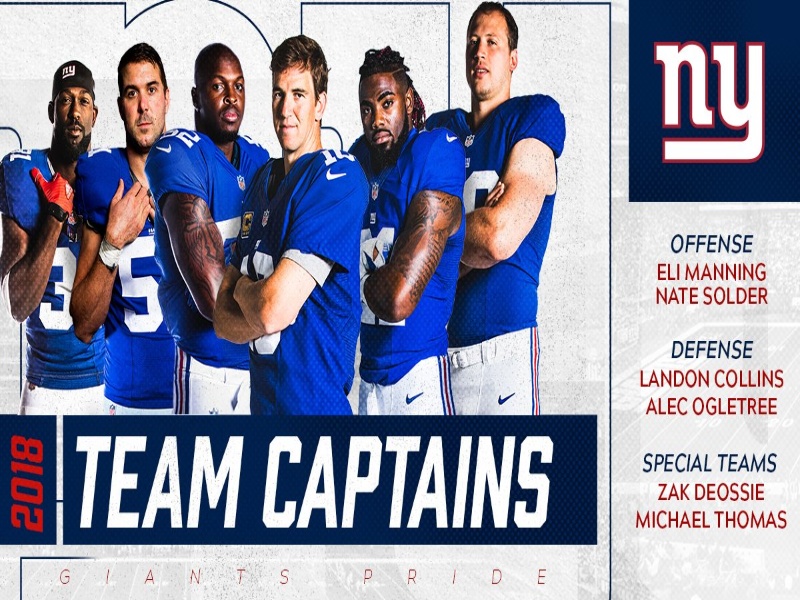 ny
OFFENSE
ELI MANNING
NATE SOLDER
DEFENSE
LANDON COLLINS
ALEC OGLETREE
SPECIAL TEAMS
ZAK DEOSSIE
MICHAEL THOMAS
2018
TEAM CAPTAINS
GIANTS PRIDE